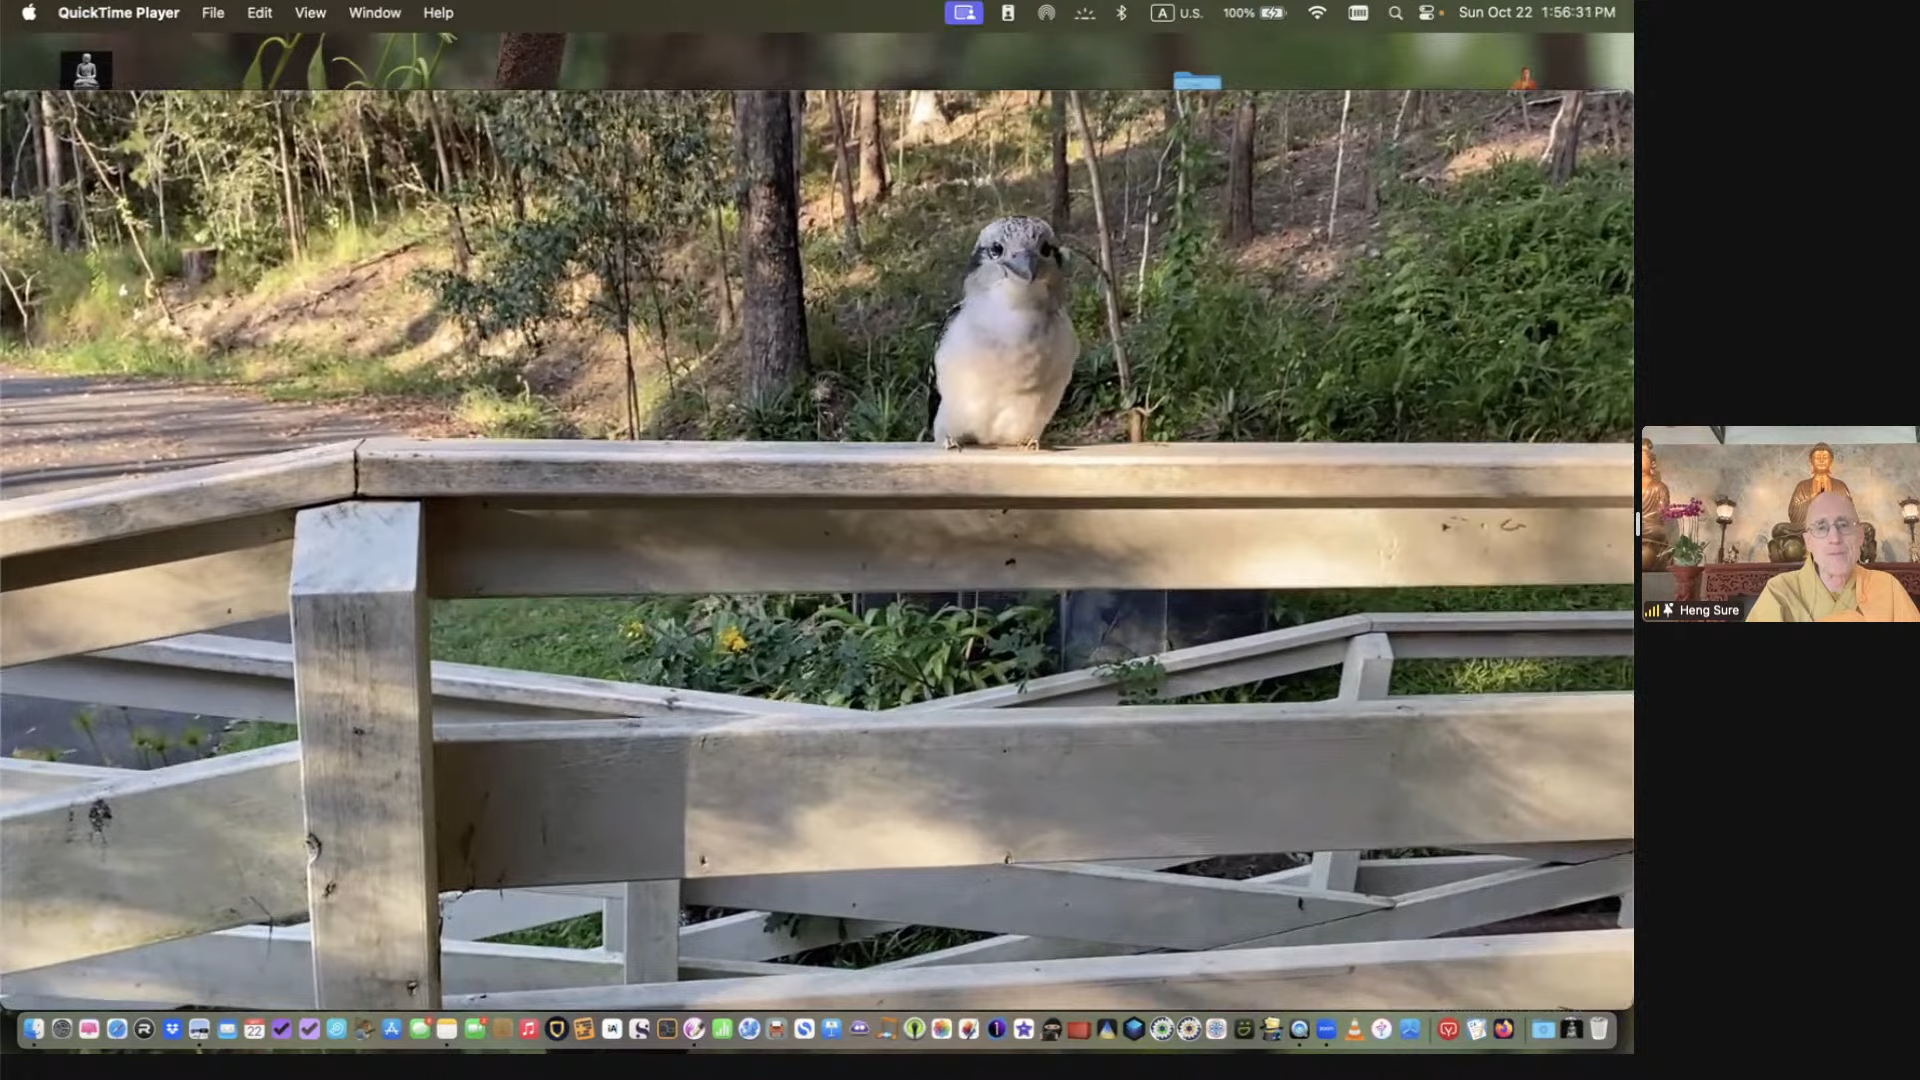 QuickTime Player File Edit View Window Help A U.S. 100% Sun Oct 22 1:56:31 PM
Heng Sure
22